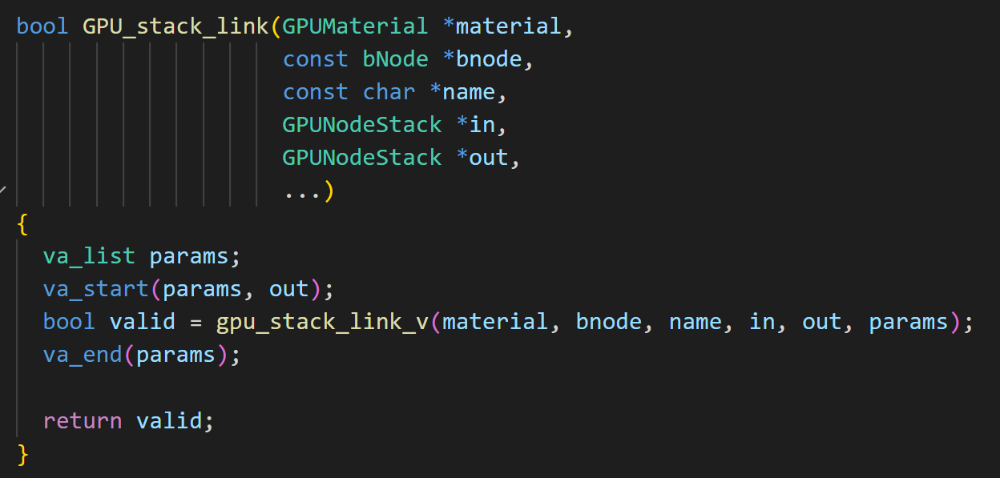 bool GPU_stack_link(GPUMaterial *material,
const bNode *bnode,
const char *name,
GPUNodeStack *in,
GPUNodeStack *out,
...)
{
va_list params;
va_start(params, out);
bool valid = gpu_stack_link_v(material, bnode, name, in, out, params);
va_end(params);
return valid;
}